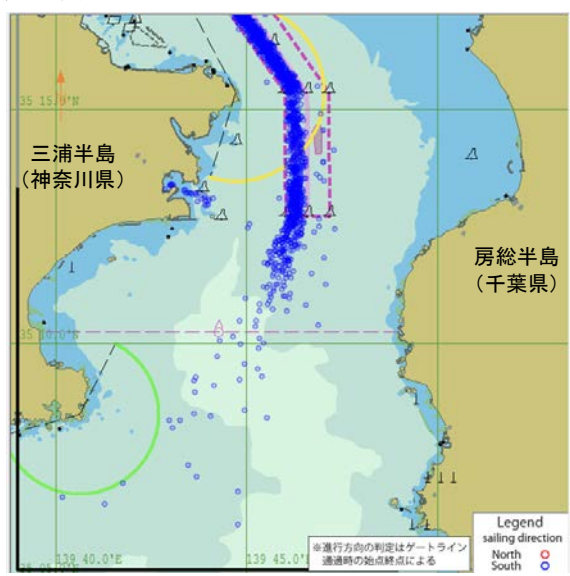 35 15.0'N
三浦半島
（神奈川県）
房総半島
（千葉県）
35 10.0'N
139 40.0'E
139 45.0'E
※進行方向の判定はゲートライン
通過時の始点終点による
Legend
sailing direction
North
South